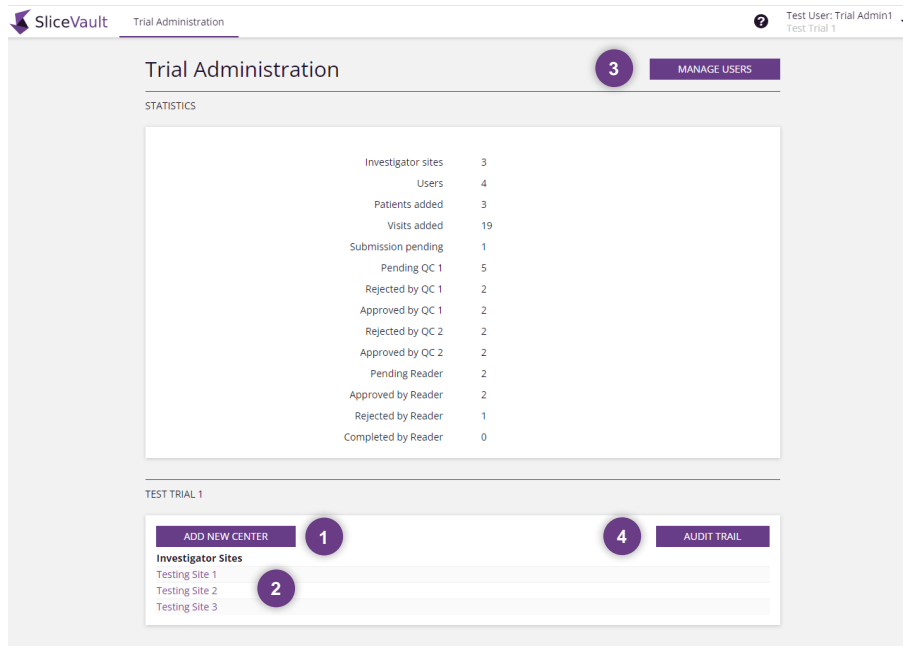 SliceVault Trial Administration ? Test User: Trial Admin1
Test Trial 1
Trial Administration 3 MANAGE USERS
STATISTICS
Investigator sites 3
Users 4
Patients added 3
Visits added 19
Submission pending 1
Pending QC 1 5
Rejected by QC 1 2
Approved by QC 1 2
Rejected by QC 2 2
Approved by QC 2 2
Pending Reader 2
Approved by Reader 2
Rejected by Reader 1
Completed by Reader 0
TEST TRIAL 1
ADD NEW CENTER 1 4 AUDIT TRAIL
Investigator Sites
Testing Site 1
Testing Site 2 2
Testing Site 3